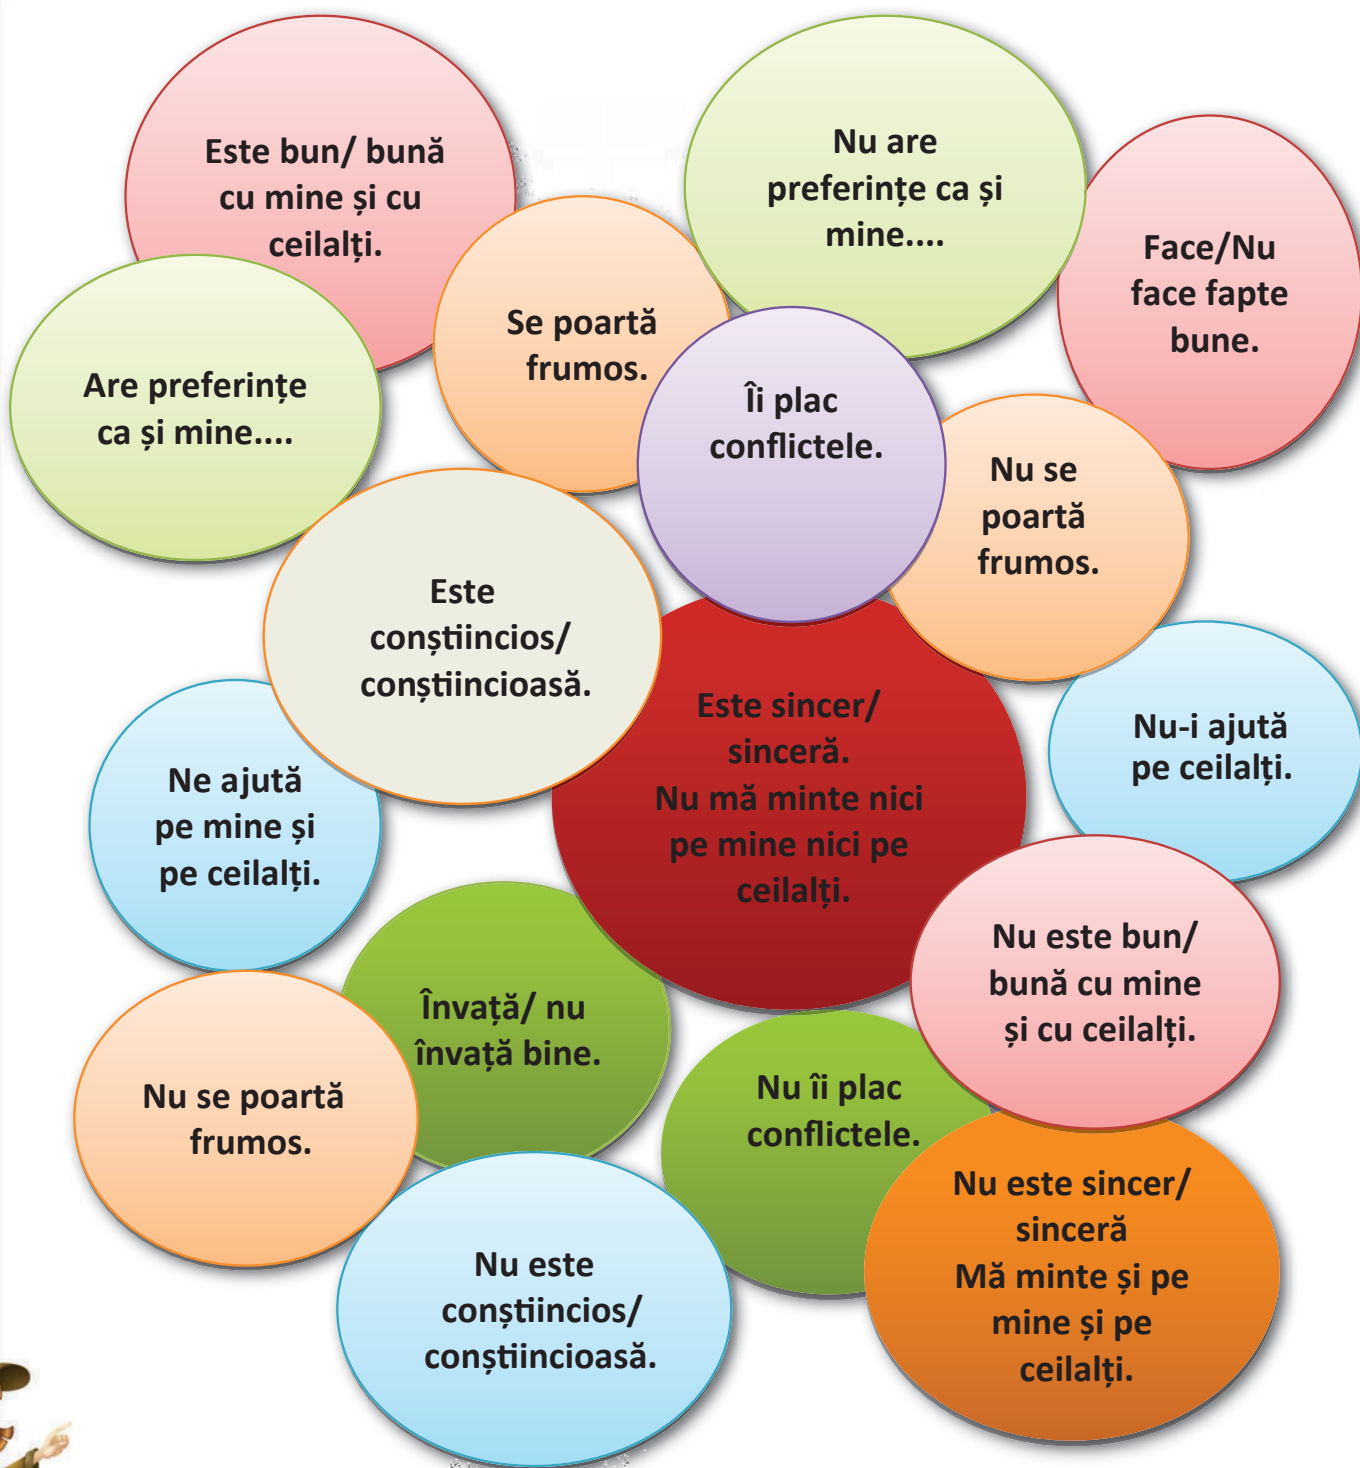 Este bun/ bună
cu mine și cu
ceilalți.
Nu are
preferințe ca și
mine....
Face/Nu
face fapte
bune.
Se poartă
frumos.
Are preferințe
ca și mine....
Îi plac
conflictele.
Nu se
poartă
frumos.
Este
conștiincios/
conștiincioasă.
Este sincer/
sinceră.
Nu mă minte nici
pe mine nici pe
ceilalți.
Nu-i ajută
pe ceilalți.
Ne ajută
pe mine și
pe ceilalți.
Nu este bun/
bună cu mine
și cu ceilalți.
Învață/ nu
învață bine.
Nu se poartă
frumos.
Nu îi plac
conflictele.
Nu este sincer/
sinceră
Mă minte și pe
mine și pe
ceilalți.
Nu este
conștiincios/
conștiincioasă.